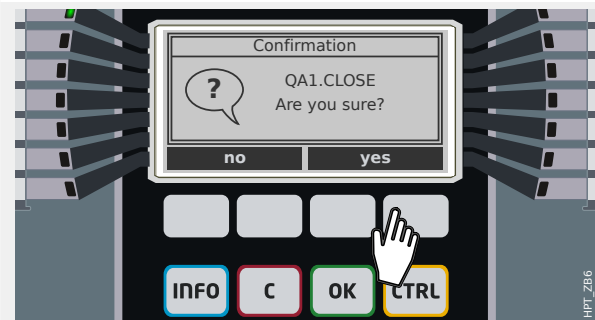 Confirmation
?
QA1.CLOSE
Are you sure?
no yes
INFO C OK CTRL
HPT_ZB6